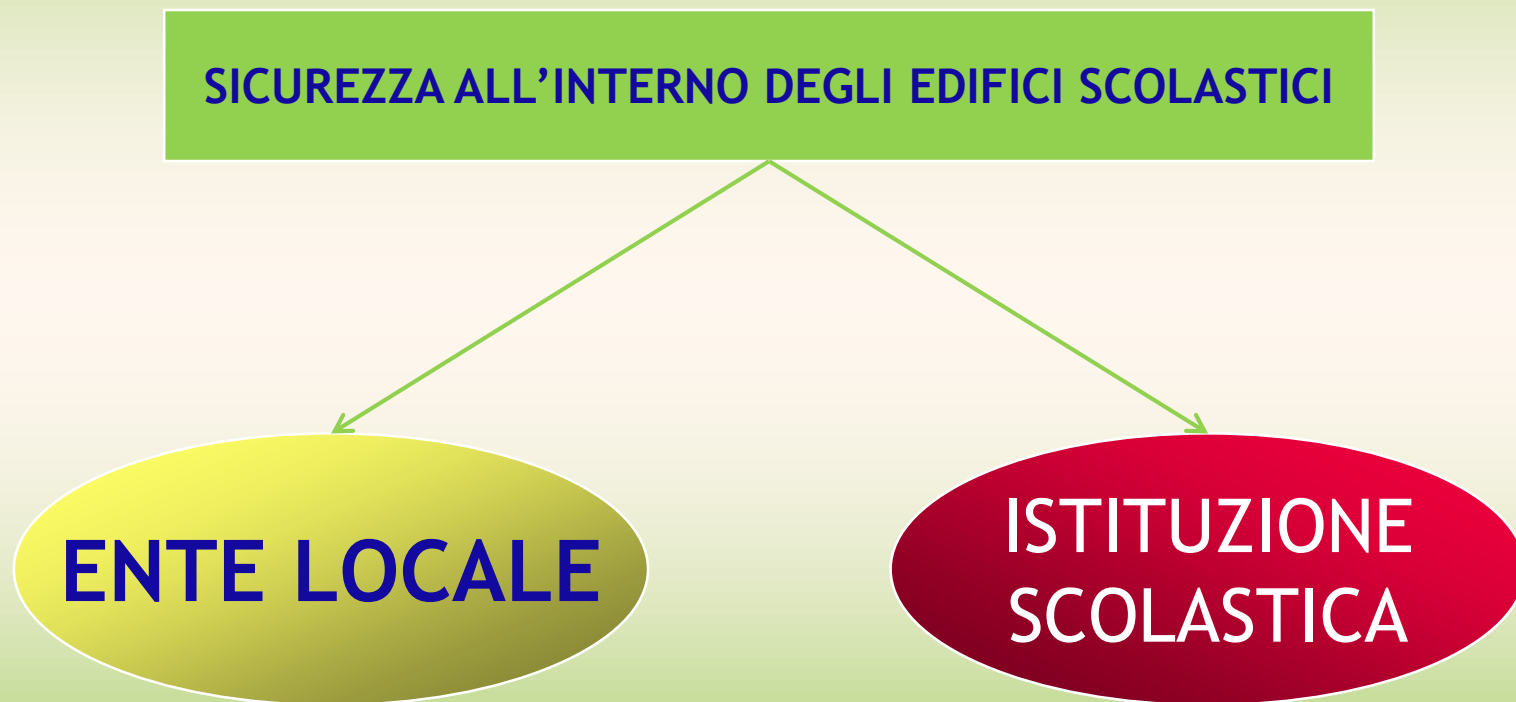 SICUREZZA ALL’INTERNO DEGLI EDIFICI SCOLASTICI
ENTE LOCALE
ISTITUZIONE
SCOLASTICA